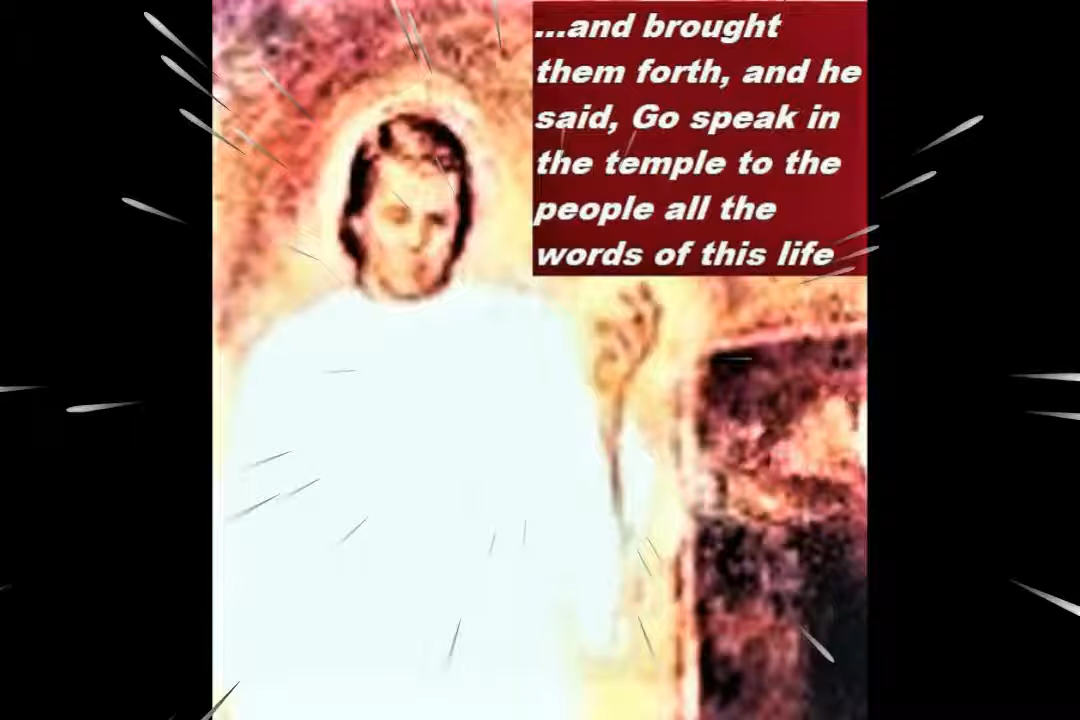 ...and brought
them forth, and he
said, Go speak in
the temple to the
people all the
words of this life